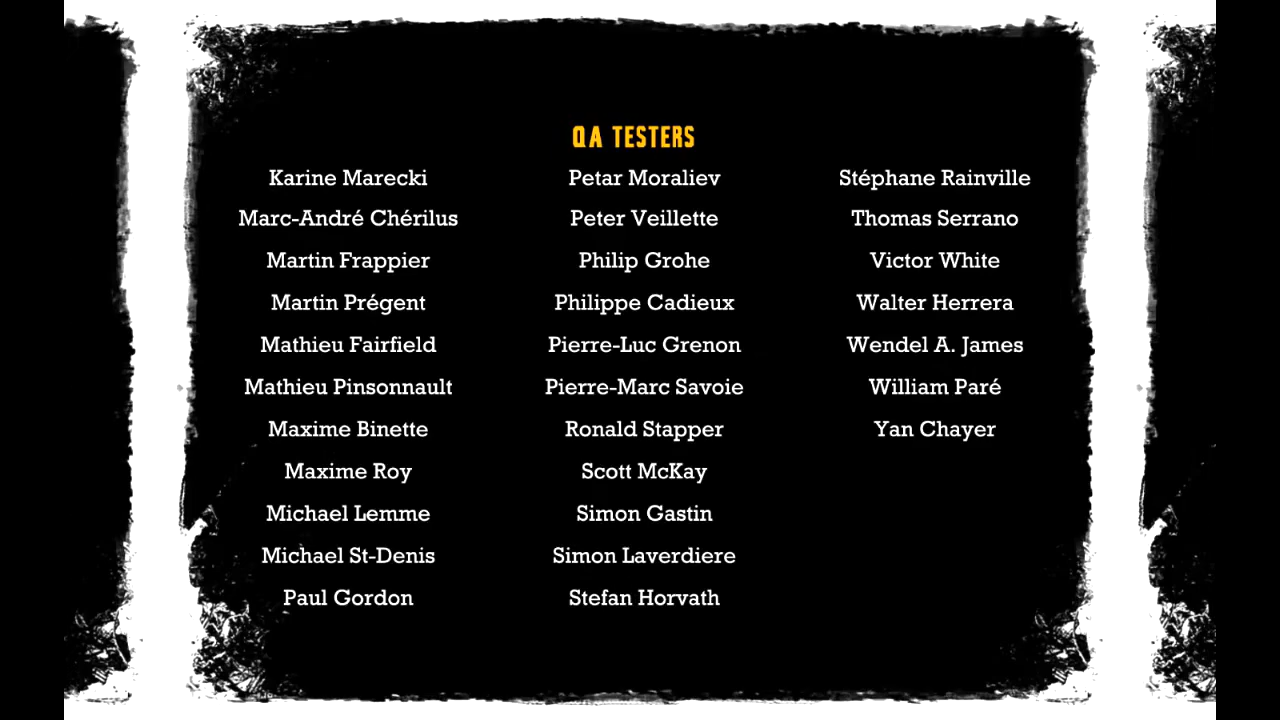 QA TESTERS
Karine Marecki
Marc-André Chérilus
Martin Frappier
Martin Prégent
Mathieu Fairfield
Mathieu Pinsonnault
Maxime Binette
Maxime Roy
Michael Lemme
Michael St-Denis
Paul Gordon
Petar Moraliev
Peter Veillette
Philip Grohe
Philippe Cadieux
Pierre-Luc Grenon
Pierre-Marc Savoie
Ronald Stapper
Scott McKay
Simon Gastin
Simon Laverdiere
Stefan Horvath
Stéphane Rainville
Thomas Serrano
Victor White
Walter Herrera
Wendel A. James
William Paré
Yan Chayer